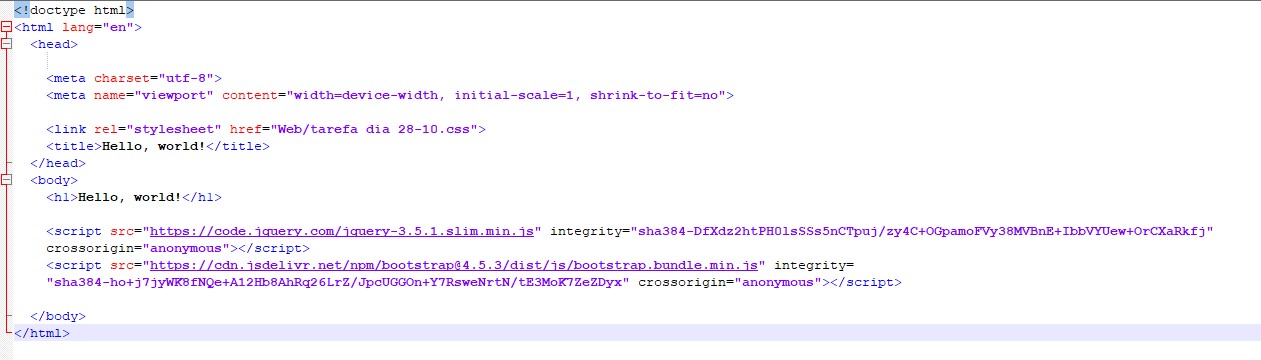 <!doctype html>
<html lang="en">
<head>
<meta charset="utf-8">
<meta name="viewport" content="width=device-width, initial-scale=1, shrink-to-fit=no">
<link rel="stylesheet" href="Web/tarefa dia 28-10.css">
<title>Hello, world!</title>
</head>
<body>
<h1>Hello, world!</h1>
<script src="https://code.jquery.com/jquery-3.5.1.slim.min.js" integrity="sha384-DfXdz2htPH0lsSSs5nCTpuj/zy4C+OGpamoFVy38MVBnE+IbbVYUew+OrCXaRkfj"
crossorigin="anonymous"></script>
<script src="https://cdn.jsdelivr.net/npm/bootstrap@4.5.3/dist/js/bootstrap.bundle.min.js" integrity=
"sha384-ho+j7jyWK8fNQe+A12Hb8AhRq26LrZ/JpcUGGOn+Y7RsweNrtN/tE3MoK7ZeZDyx" crossorigin="anonymous"></script>
</body>
</html>